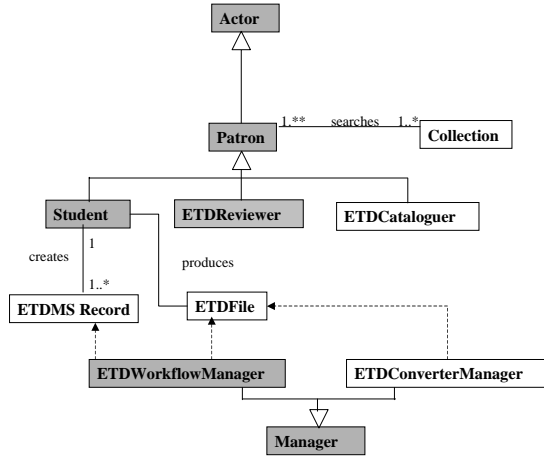 Actor
1.** searches 1..*
Patron
Collection
Student
ETDReviewer
ETDCataloguer
1
creates
produces
1..*
ETDMS Record
ETDFile
ETDWorkflowManager
ETDConverterManager
Manager